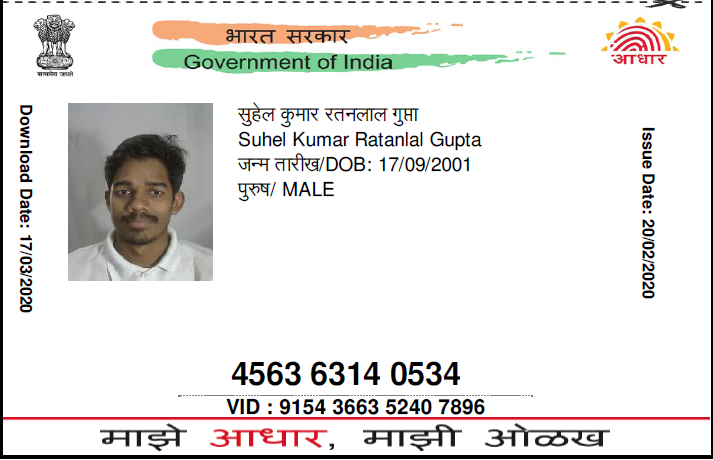 भारत सरकार
Government of India
सत्यमेव जयते
आधार
Download Date: 17/03/2020
सुहेल कुमार रतनलाल गुप्ता
Suhel Kumar Ratanlal Gupta
जन्म तारीख/DOB: 17/09/2001
पुरुष/ MALE
Issue Date: 20/02/2020
4563 6314 0534
VID : 9154 3663 5240 7896
माझे आधार, माझी ओळख